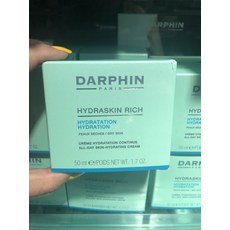 DARPHIN
PARIS
HYDRASKIN RICH
HYDRATATION
HYDRATION
PEAUX SÈCHES / DRY SKIN
CRÈME HYDRATATION CONTINUE
ALL-DAY SKIN-HYDRATING CREAM
50 ml ℮ POIDS NET WT. 1.7 OZ.
DARPHIN